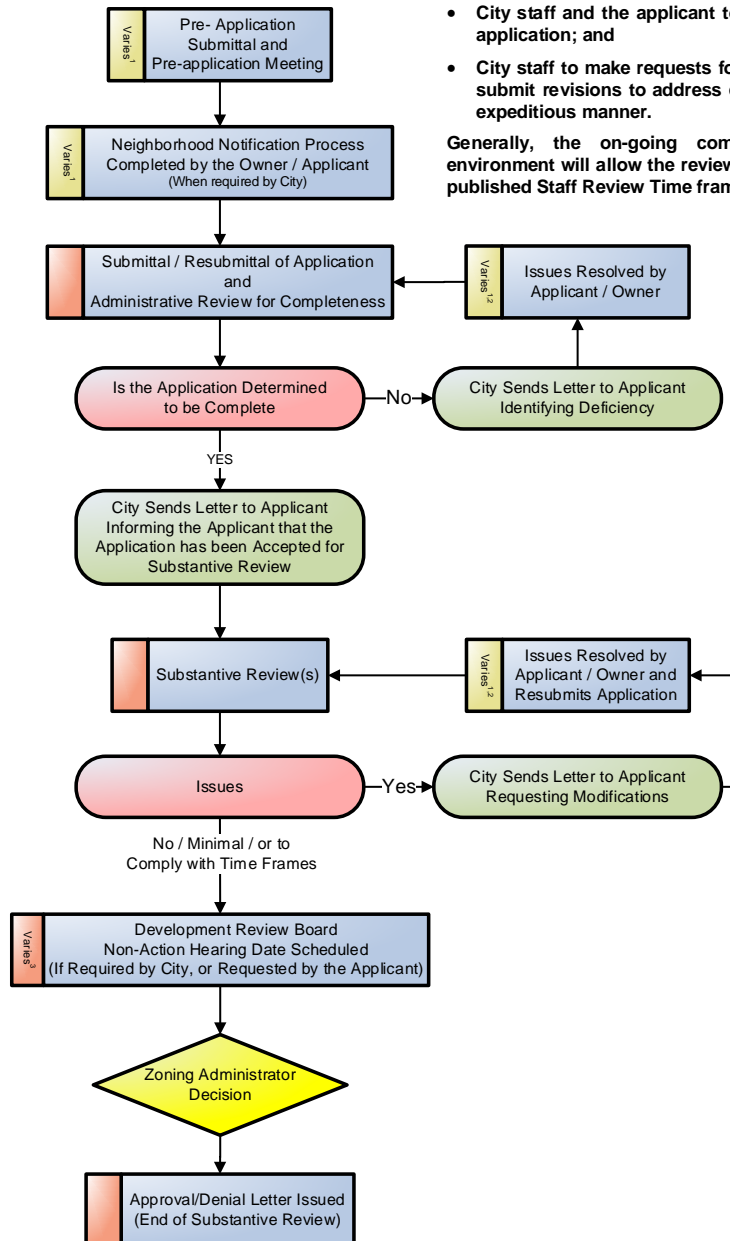 Varies¹
Pre- Application
Submittal and
Pre-application Meeting
• City staff and the applicant t
application; and
• City staff to make requests fo
submit revisions to address
expeditious manner.
Generally, the on-going com
environment will allow the review
published Staff Review Time fram
Varies¹
Neighborhood Notification Process
Completed by the Owner / Applicant
(When required by City)
Submittal / Resubmittal of Application
and
Administrative Review for Completeness
Varies¹,²
Issues Resolved by
Applicant / Owner
Is the Application Determined
to be Complete
No
City Sends Letter to Applicant
Identifying Deficiency
YES
City Sends Letter to Applicant
Informing the Applicant that the
Application has been Accepted for
Substantive Review
Substantive Review(s)
Varies¹,²
Issues Resolved by
Applicant / Owner and
Resubmits Application
Issues
Yes
City Sends Letter to Applicant
Requesting Modifications
No / Minimal / or to
Comply with Time Frames
Varies³
Development Review Board
Non-Action Hearing Date Scheduled
(If Required by City, or Requested by the Applicant)
Zoning Administrator
Decision
Approval/Denial Letter Issued
(End of Substantive Review)